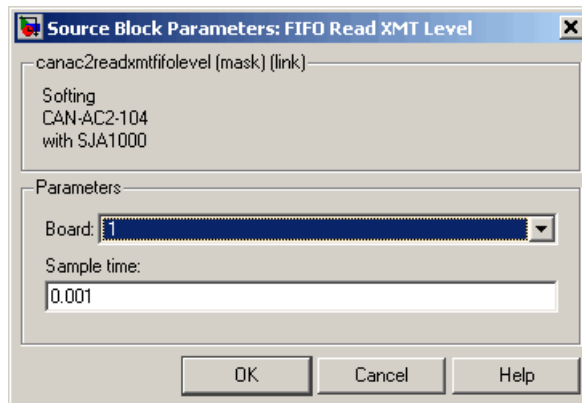 Source Block Parameters: FIFO Read XMT Level
canac2readxmtfifolevel (mask) (link)
Softing
CAN-AC2-104
with SJA1000
Parameters
Board: 1
Sample time:
0.001
OK Cancel Help